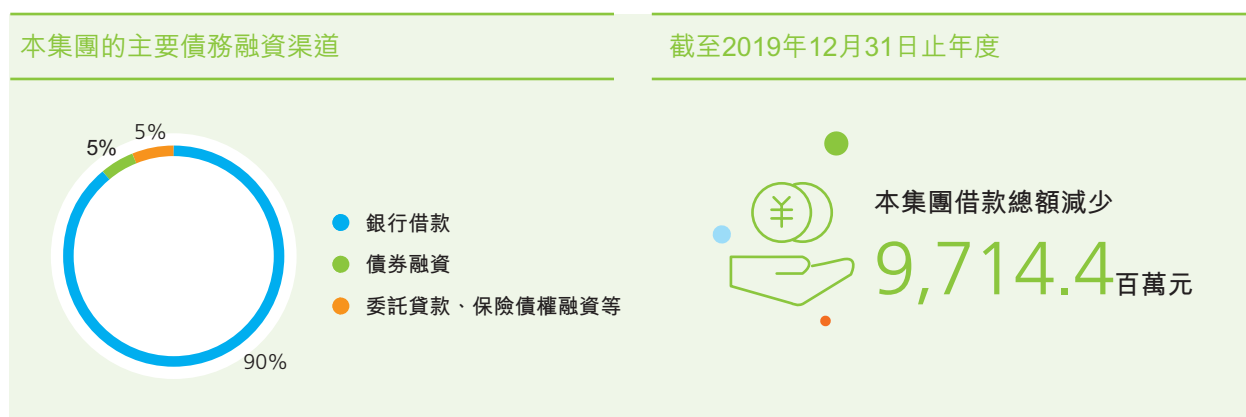 本集團的主要債務融資渠道
5%
5%
90%
銀行借款
債券融資
委託貸款、保險債權融資等
截至2019年12月31日止年度
本集團借款總額減少
9,714.4百萬元